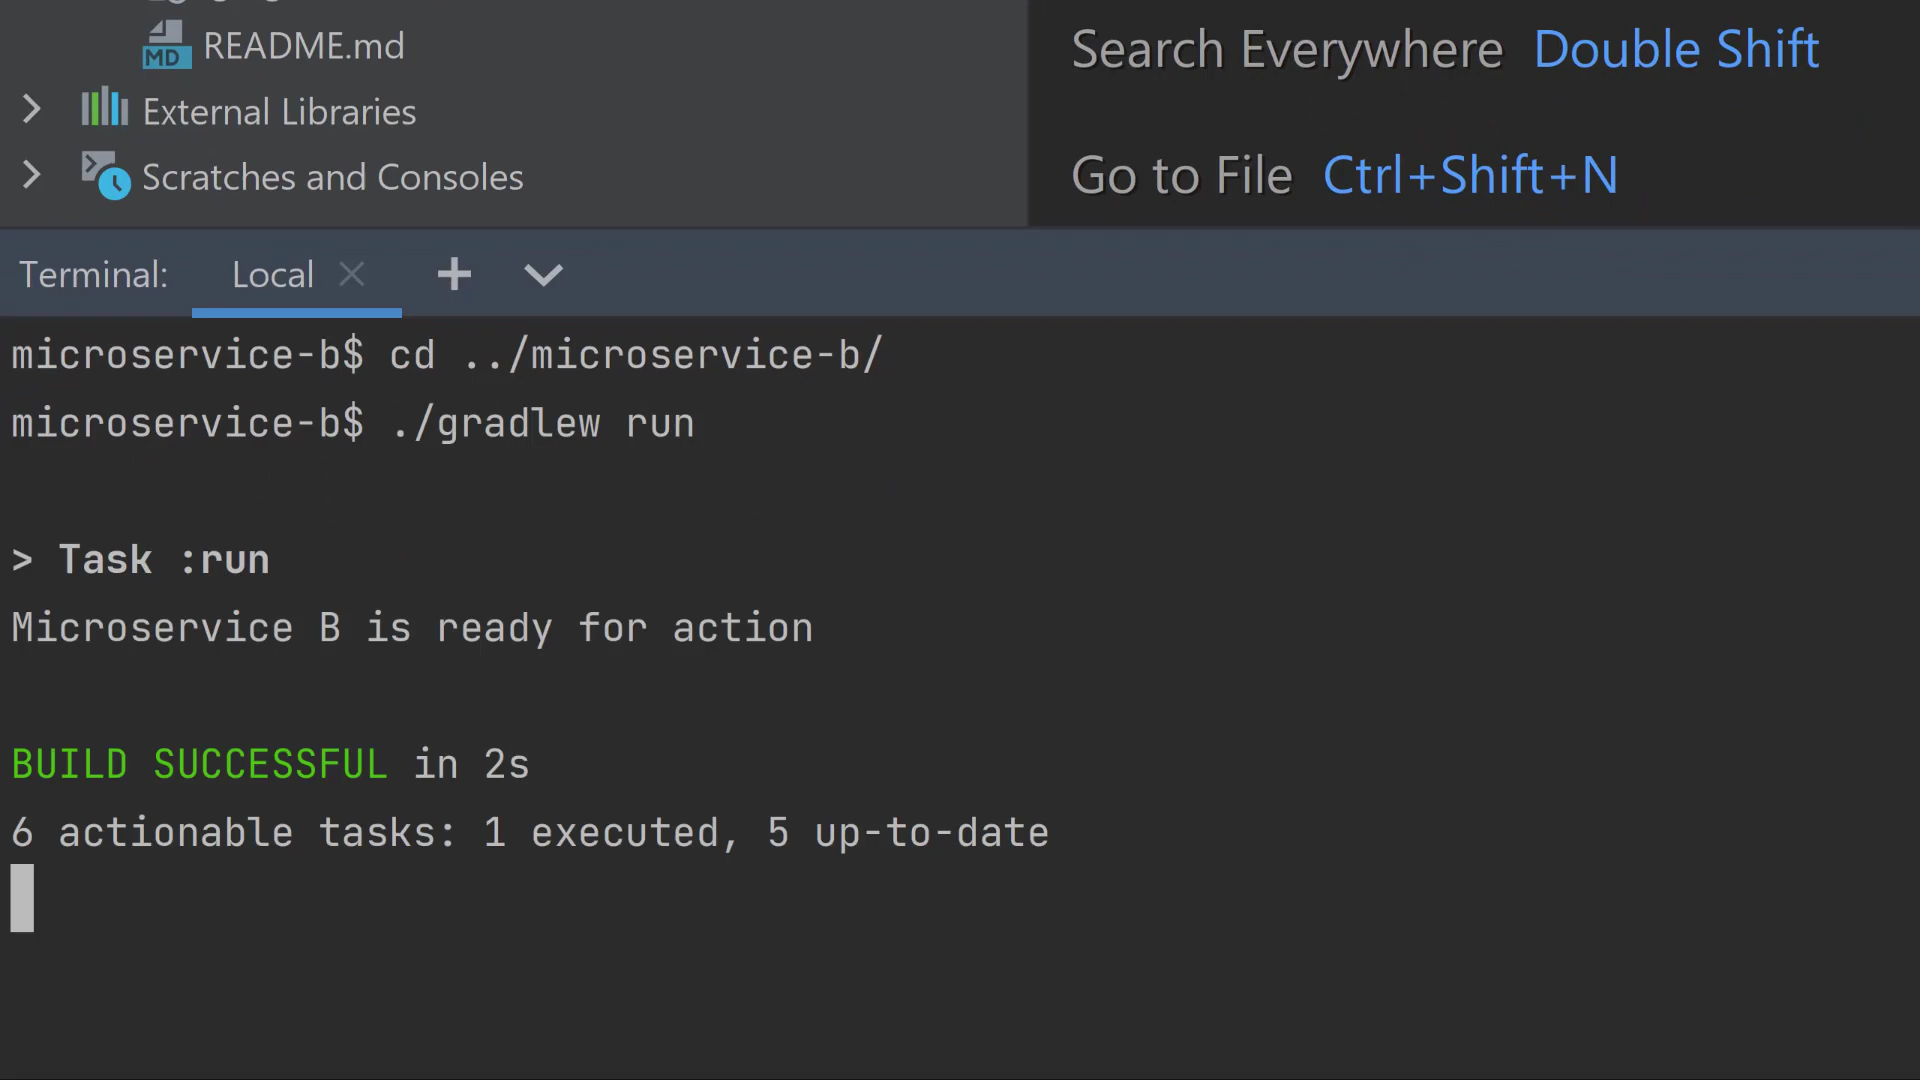 README.md
External Libraries
Scratches and Consoles
Search Everywhere Double Shift
Go to File Ctrl+Shift+N
Terminal: Local
microservice-b$ cd ../microservice-b/
microservice-b$ ./gradlew run
> Task :run
Microservice B is ready for action
BUILD SUCCESSFUL in 2s
6 actionable tasks: 1 executed, 5 up-to-date